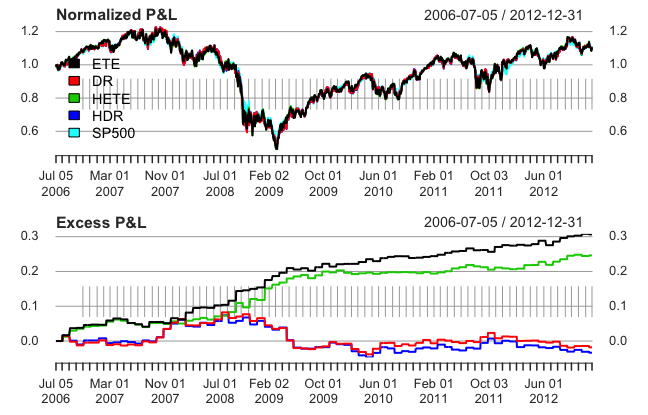 Normalized P&L 2006-07-05 / 2012-12-31
1.2 1.2
1.0 1.0
ETE
DR
0.8 HETE 0.8
HDR
0.6 SP500 0.6
Jul 05 Mar 01 Nov 01 Jul 01 Feb 02 Oct 01 Jun 01 Feb 01 Oct 03 Jun 01
2006 2007 2007 2008 2009 2009 2010 2011 2011 2012
Excess P&L 2006-07-05 / 2012-12-31
0.3 0.3
0.2 0.2
0.1 0.1
0.0 0.0
Jul 05 Mar 01 Nov 01 Jul 01 Feb 02 Oct 01 Jun 01 Feb 01 Oct 03 Jun 01
2006 2007 2007 2008 2009 2009 2010 2011 2011 2012